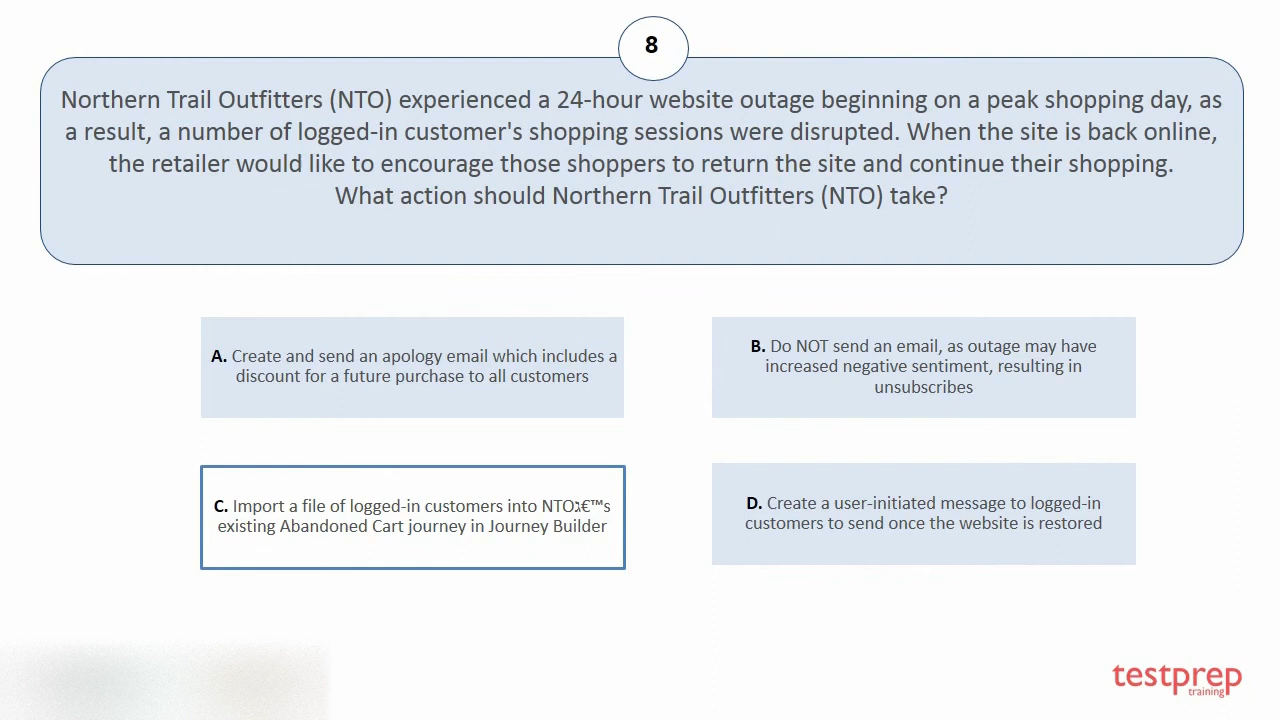 8
Northern Trail Outfitters (NTO) experienced a 24-hour website outage beginning on a peak shopping day, as
a result, a number of logged-in customer's shopping sessions were disrupted. When the site is back online,
the retailer would like to encourage those shoppers to return the site and continue their shopping.
What action should Northern Trail Outfitters (NTO) take?
A. Create and send an apology email which includes a
discount for a future purchase to all customers
B. Do NOT send an email, as outage may have
increased negative sentiment, resulting in
unsubscribes
C. Import a file of logged-in customers into NTOג€™s
existing Abandoned Cart journey in Journey Builder
D. Create a user-initiated message to logged-in
customers to send once the website is restored
testprep
training